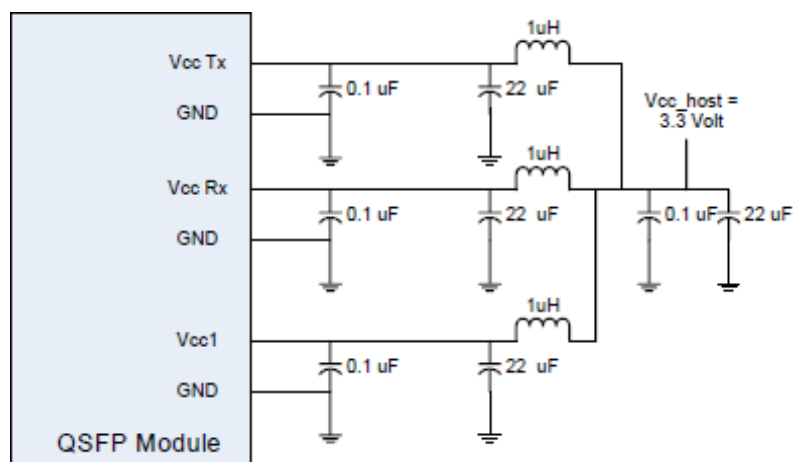 1uH
Vcc Tx
0.1 uF
22 uF
GND
Vcc_host =
3.3 Volt
1uH
Vcc Rx
0.1 uF
22 uF
0.1 uF
22 uF
GND
1uH
Vcc1
0.1 uF
22 uF
GND
QSFP Module